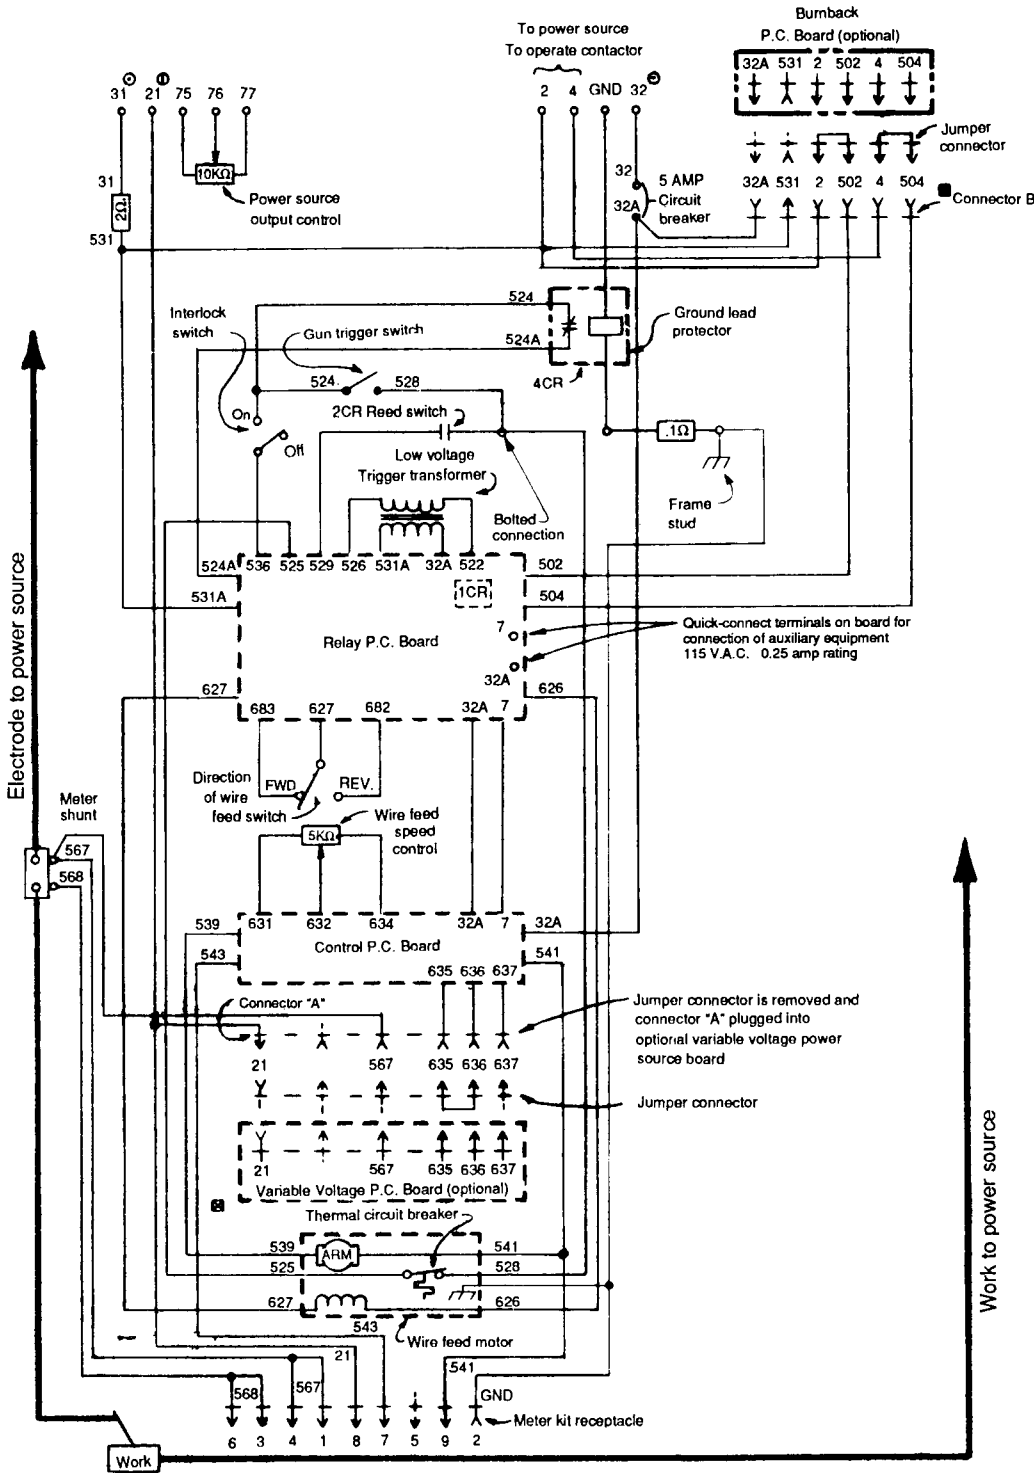 Burnback
P.C. Board (optional)
To power source
To operate contactor
32A 531 2 502 4 504
31 21 75 76 77
2 4 GND 32
Jumper
connector
10KΩ
31
Power source
output control
2Ω
531
32
32A
5 AMP
Circuit
breaker
32A 531 2 502 4 504
Connector B
524
524A
Ground lead
protector
4CR
Interlock
switch
Gun trigger switch
524 528
On
Off
2CR Reed switch
Low voltage
Trigger transformer
Bolted
connection
.1Ω
Frame
stud
Electrode to power source
524A
536 525 529 526 531A 32A 522
502
531A
1CR
504
Relay P.C. Board
7
32A
Quick-connect terminals on board for
connection of auxiliary equipment
115 V.A.C. 0.25 amp rating
627
626
683 627 682 32A 7
Direction
of wire
feed switch
FWD
REV.
Meter
shunt
5KΩ
Wire feed
speed
control
567
568
539
631 632 634 32A 7
32A
Control P.C. Board
543
541
635 636 637
Connector "A"
Jumper connector is removed and
connector "A" plugged into
optional variable voltage power
source board
21 567 635 636 637
Jumper connector
21 567 635 636 637
Variable Voltage P.C. Board (optional)
Thermal circuit breaker
539 ARM 541
525 528
627 626
543
Wire feed motor
21
541
568 567 GND
Meter kit receptacle
6 3 4 1 8 7 5 9 2
Work
Work to power source